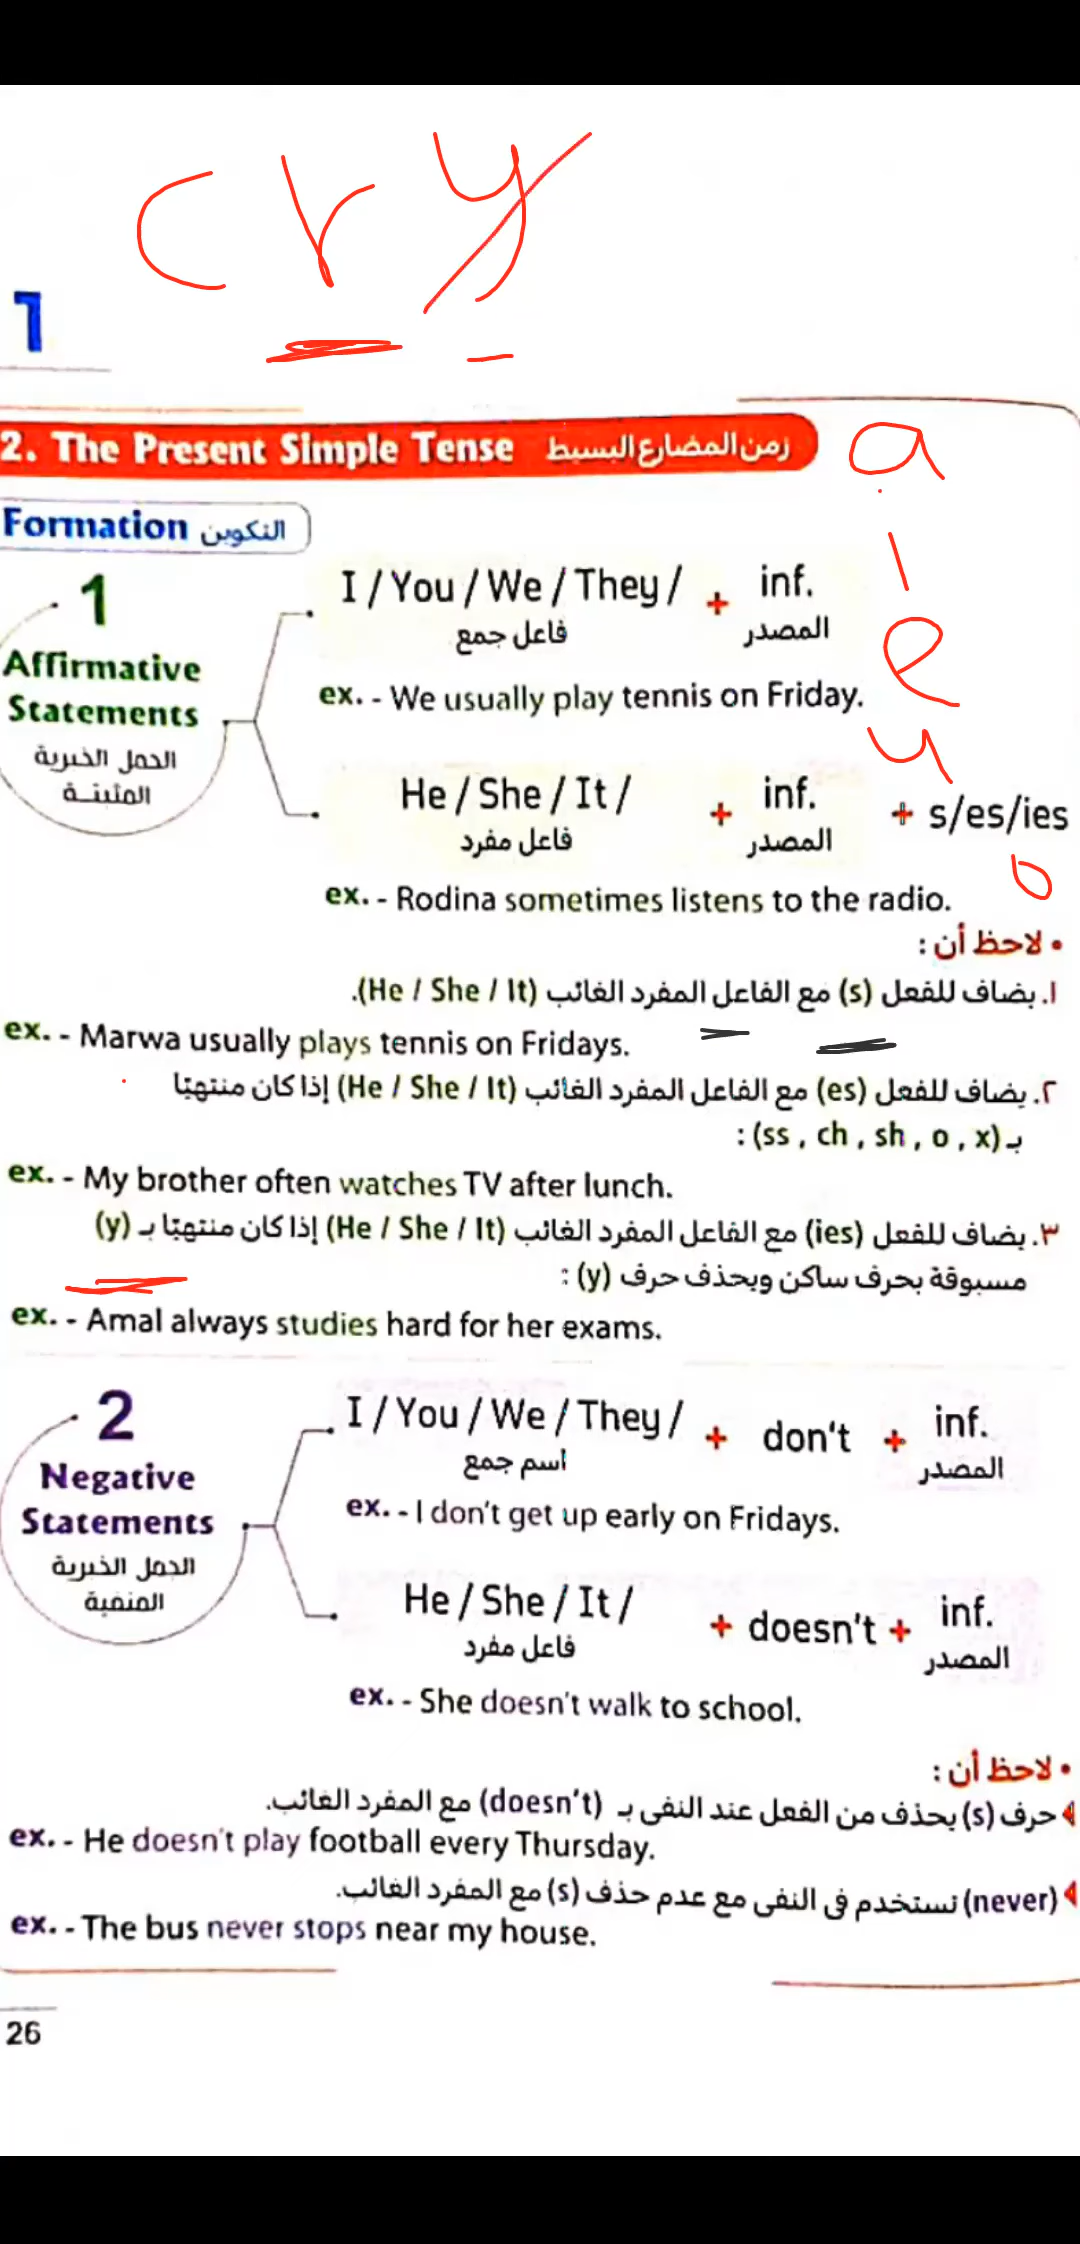 cry
1
2. The Present Simple Tense زمن المضارع البسيط
a
Formation التكوين
i
1
I / You / We / They / + inf.
فاعل جمع المصدر
e
Affirmative
Statements
الجمل الخبرية
المثبتة
ex. - We usually play tennis on Friday.
u
He / She / It / + inf. + s/es/ies
فاعل مفرد المصدر
o
ex. - Rodina sometimes listens to the radio.
• لاحظ أن :
١. يضاف للفعل (s) مع الفاعل المفرد الغائب (He / She / It).
ex. - Marwa usually plays tennis on Fridays.
٢. يضاف للفعل (es) مع الفاعل المفرد الغائب (He / She / It) إذا كان منتهيًا
بـ (ss , ch , sh , o , x) :
ex. - My brother often watches TV after lunch.
٣. يضاف للفعل (ies) مع الفاعل المفرد الغائب (He / She / It) إذا كان منتهيًا بـ (y)
مسبوقة بحرف ساكن ويحذف حرف (y) :
ex. - Amal always studies hard for her exams.
2
I / You / We / They / + don't + inf.
اسم جمع المصدر
Negative
Statements
الجمل الخبرية
المنفية
ex. - I don't get up early on Fridays.
He / She / It / + doesn't + inf.
فاعل مفرد المصدر
ex. - She doesn't walk to school.
• لاحظ أن :
حرف (s) يحذف من الفعل عند النفى بـ (doesn't) مع المفرد الغائب.
ex. - He doesn't play football every Thursday.
(never) تستخدم فى النفى مع عدم حذف (s) مع المفرد الغائب.
ex. - The bus never stops near my house.
26